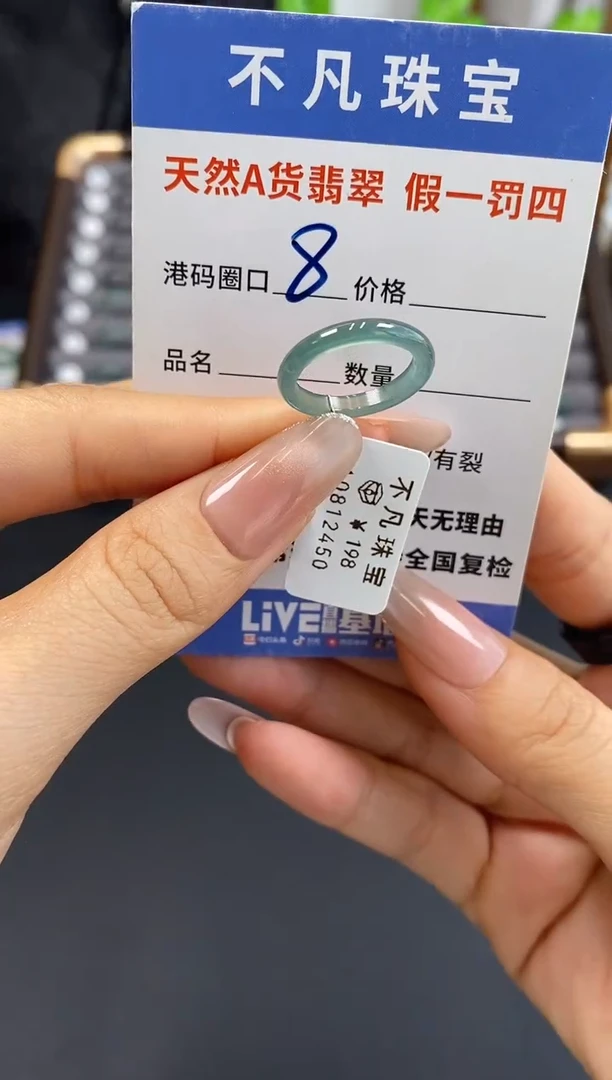 不凡珠宝
天然A货翡翠 假一罚四
港码圈口 8 价格
品名 数量
有裂
天无理由
全国复检
LiVE
不凡珠宝
¥198
10812450